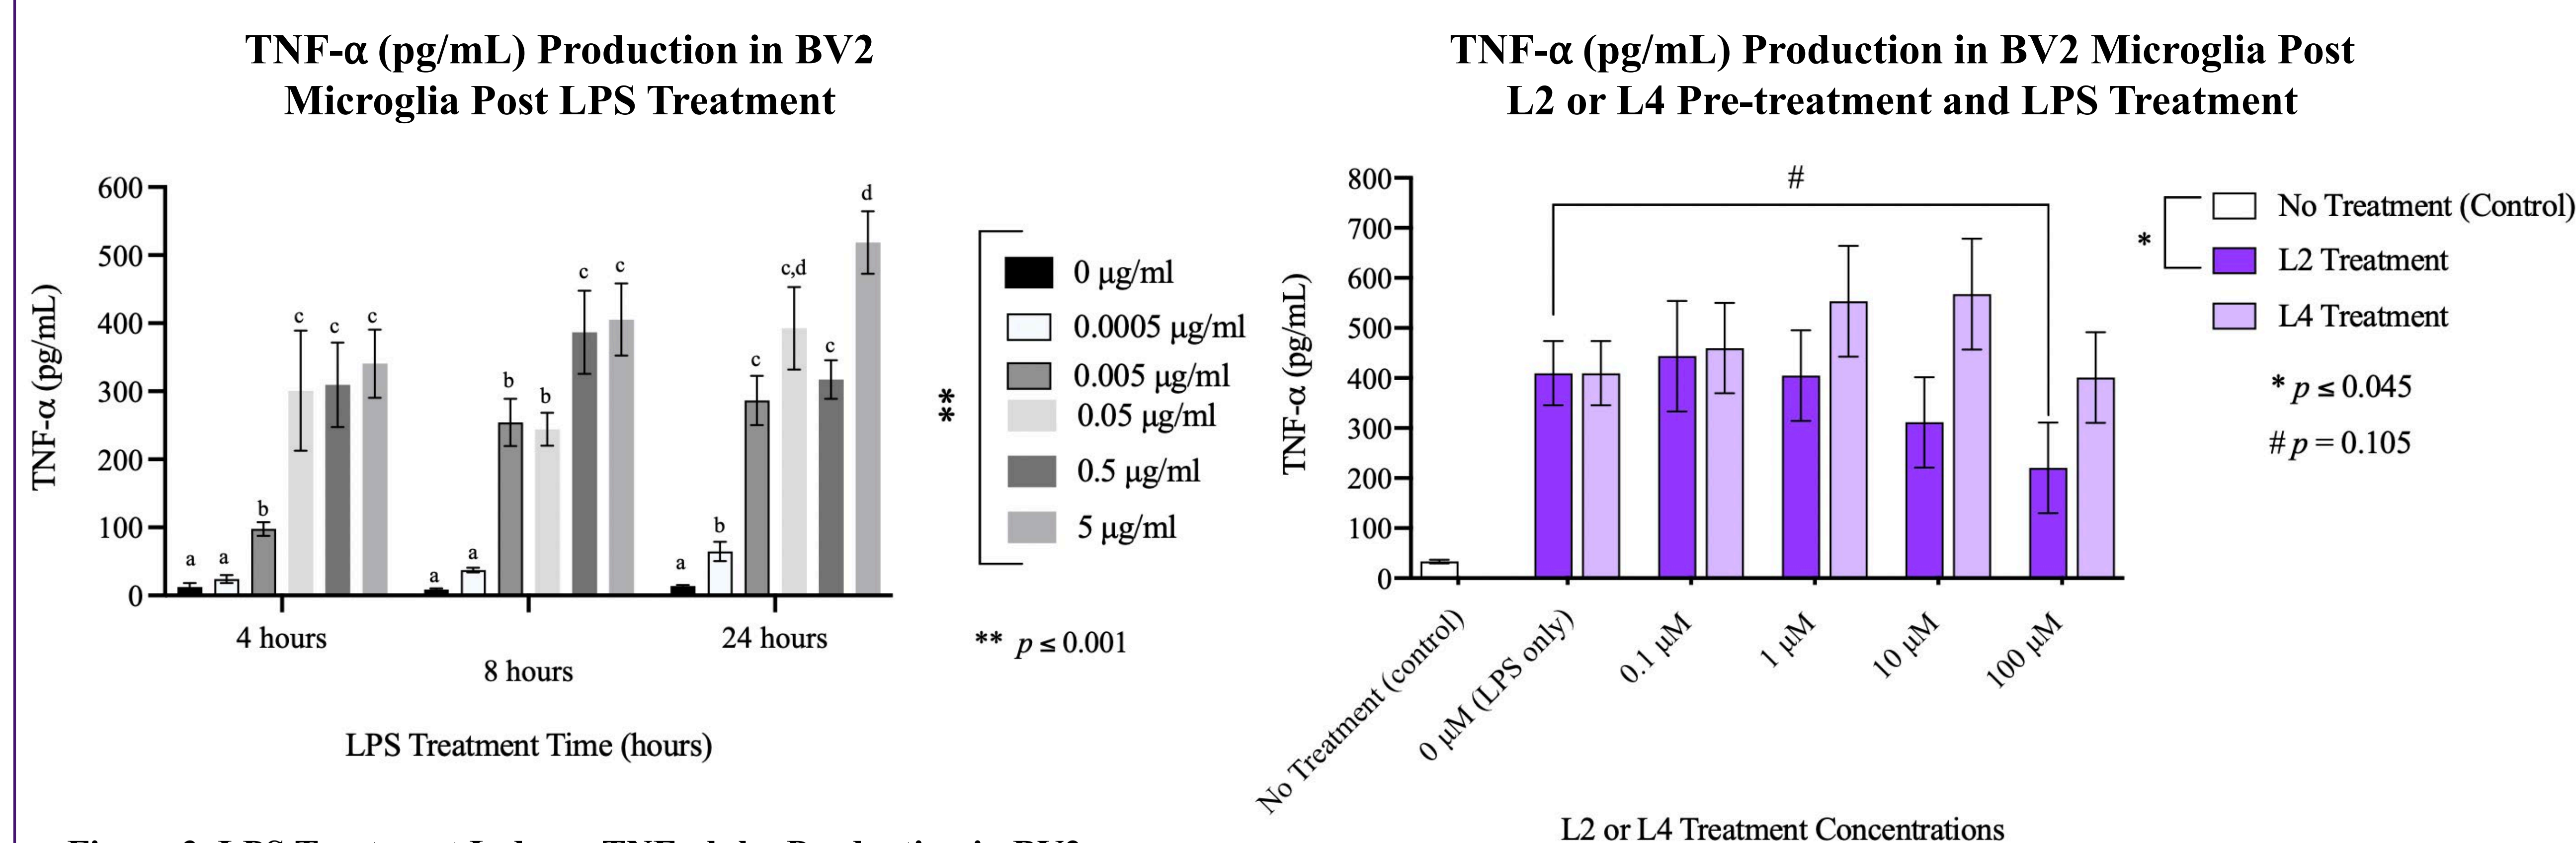 TNF-α (pg/mL) Production in BV2
Microglia Post LPS Treatment
TNF-α (pg/mL)
600
500
400
300
200
100
0
a
a
b
c
c
c
a
a
b
b
c
c
a
b
c
c,d
c
d
4 hours
8 hours
24 hours
LPS Treatment Time (hours)
**
0 μg/ml
0.0005 μg/ml
0.005 μg/ml
0.05 μg/ml
0.5 μg/ml
5 μg/ml
** p ≤ 0.001
TNF-α (pg/mL) Production in BV2 Microglia Post
L2 or L4 Pre-treatment and LPS Treatment
TNF-α (pg/mL)
800
700
600
500
400
300
200
100
0
#
No Treatment (control)
0 μM (LPS only)
0.1 μM
1 μM
10 μM
100 μM
L2 or L4 Treatment Concentrations
*
No Treatment (Control)
L2 Treatment
L4 Treatment
* p ≤ 0.045
# p = 0.105